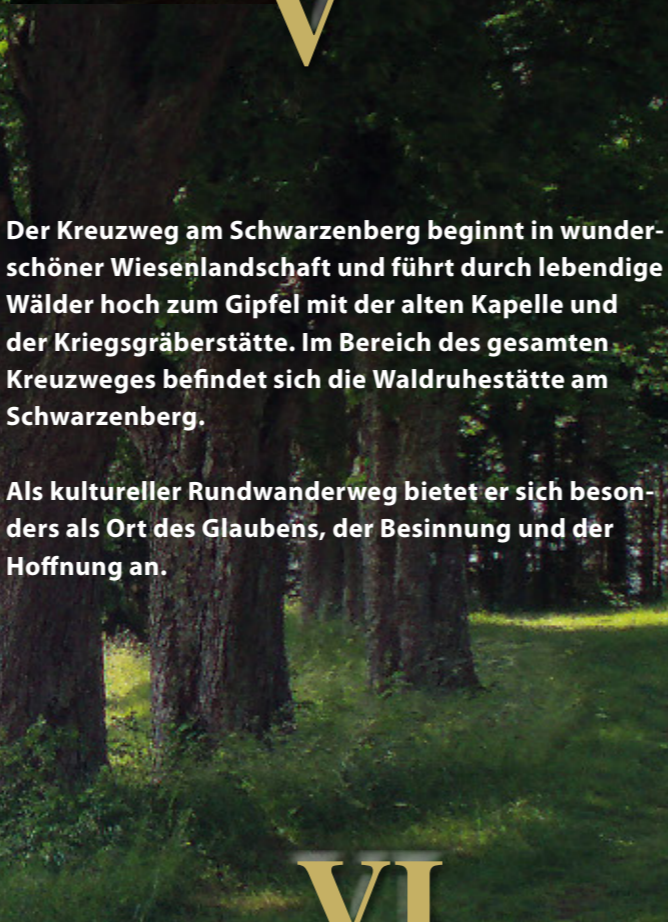 V
Der Kreuzweg am Schwarzenberg beginnt in wunder-
schöner Wiesenlandschaft und führt durch lebendige
Wälder hoch zum Gipfel mit der alten Kapelle und
der Kriegsgräberstätte. Im Bereich des gesamten
Kreuzweges befindet sich die Waldruhestätte am
Schwarzenberg.
Als kultureller Rundwanderweg bietet er sich beson-
ders als Ort des Glaubens, der Besinnung und der
Hoffnung an.
VI